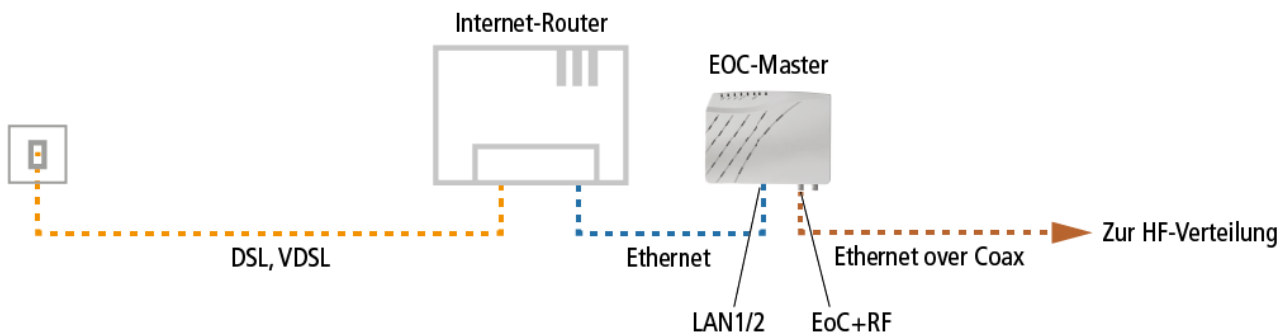 Internet-Router
EOC-Master
Zur HF-Verteilung
DSL, VDSL
Ethernet
Ethernet over Coax
LAN1/2
EoC+RF